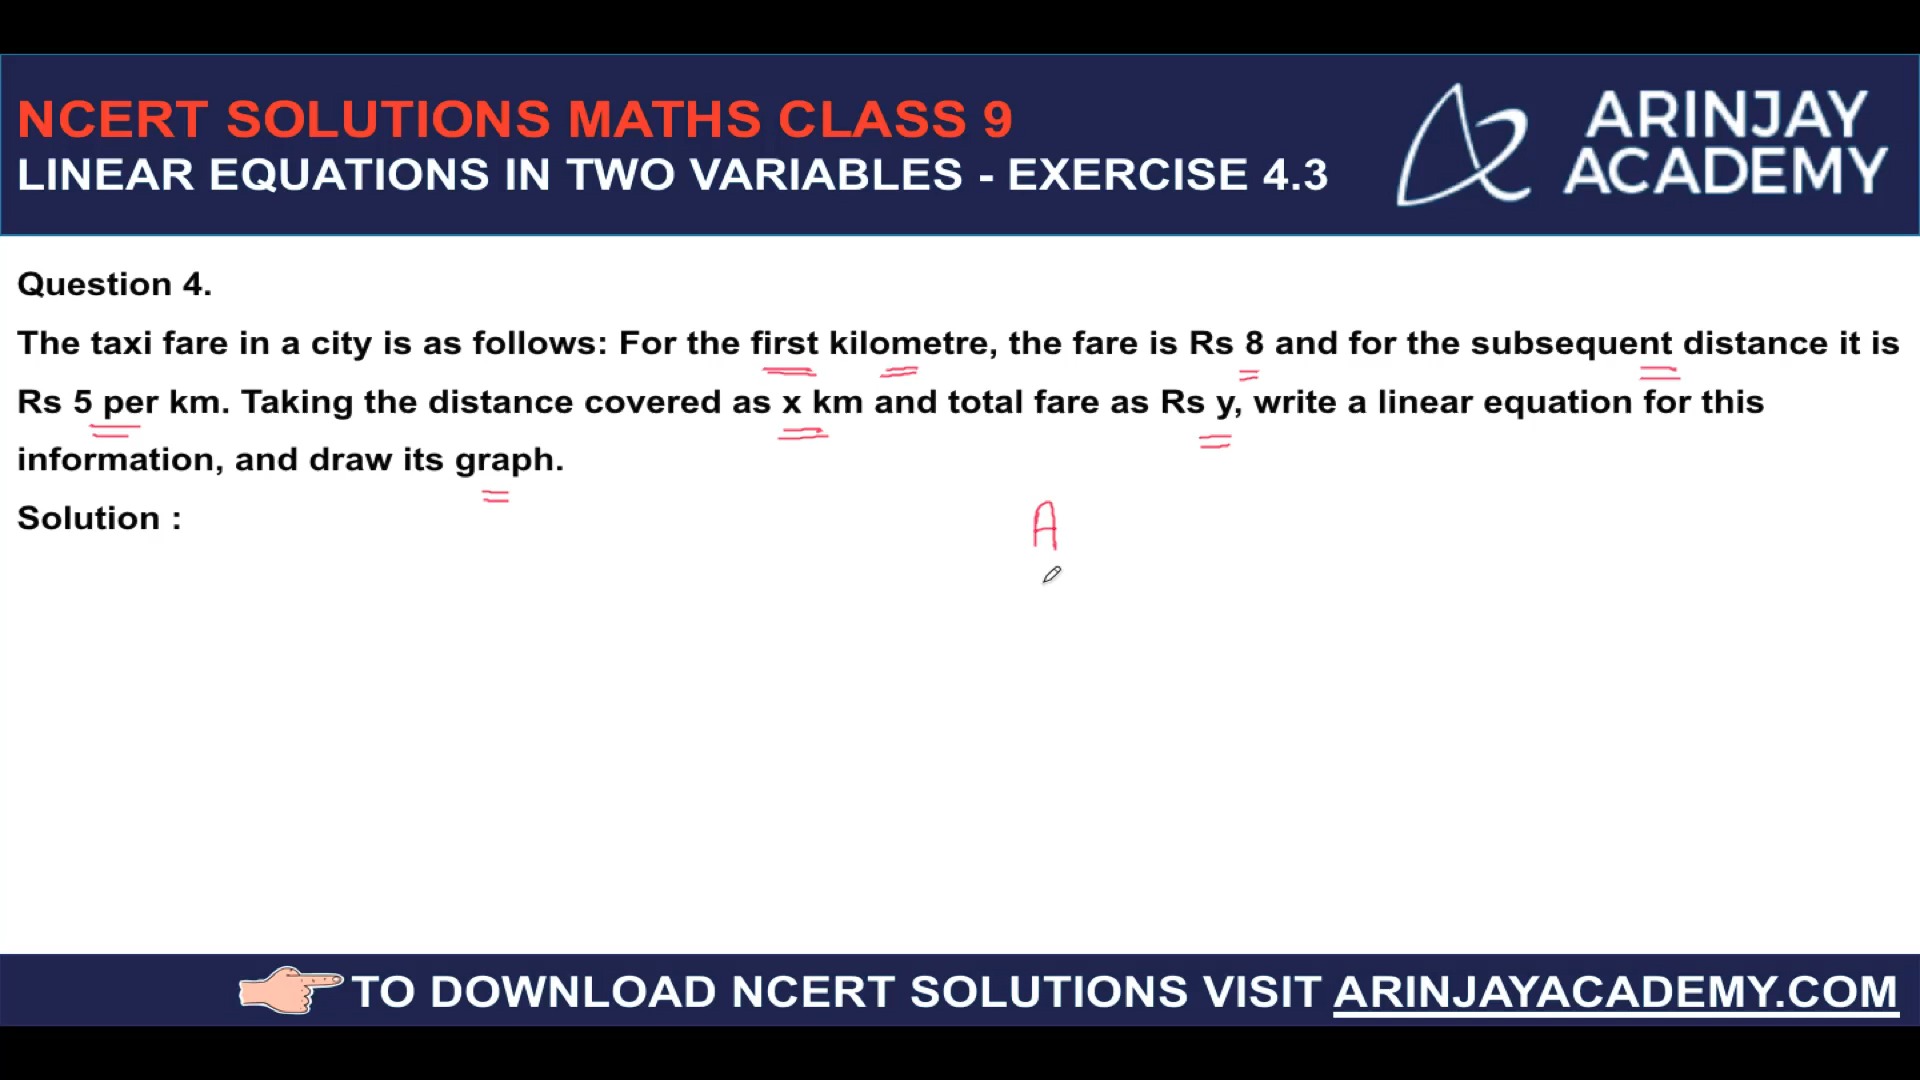 NCERT SOLUTIONS MATHS CLASS 9
LINEAR EQUATIONS IN TWO VARIABLES - EXERCISE 4.3
ARINJAY
ACADEMY
Question 4.
The taxi fare in a city is as follows: For the first kilometre, the fare is Rs 8 and for the subsequent distance it is
Rs 5 per km. Taking the distance covered as x km and total fare as Rs y, write a linear equation for this
information, and draw its graph.
Solution :
A
TO DOWNLOAD NCERT SOLUTIONS VISIT ARINJAYACADEMY.COM